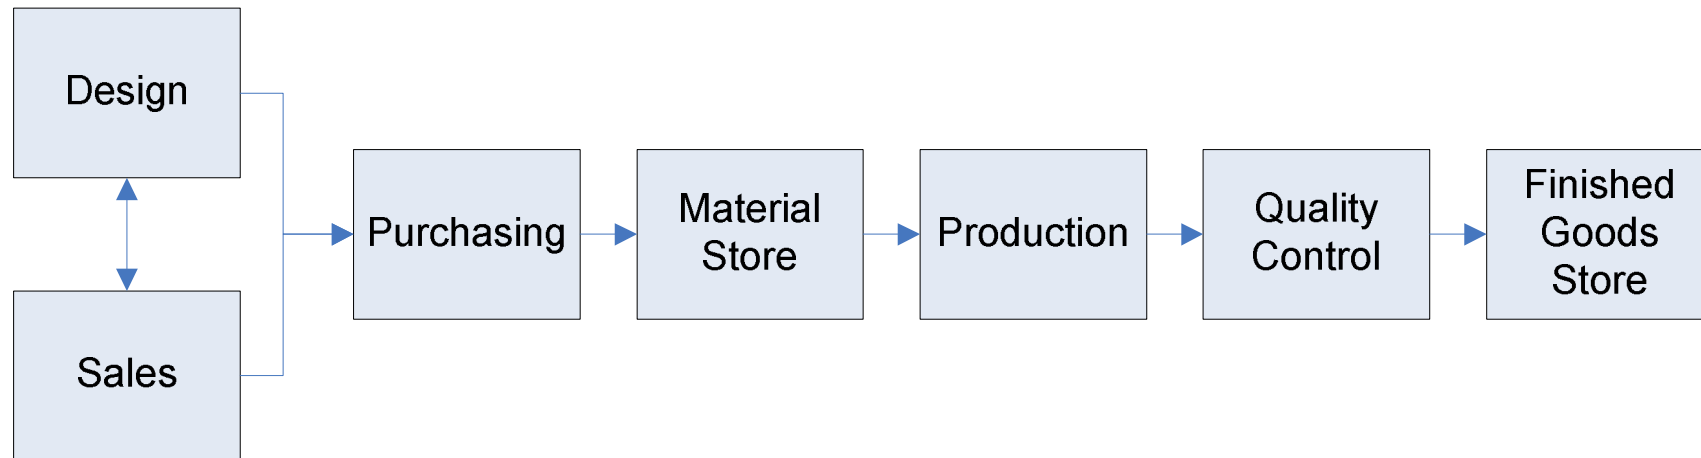 Design
Sales
Purchasing
Material
Store
Production
Quality
Control
Finished
Goods
Store